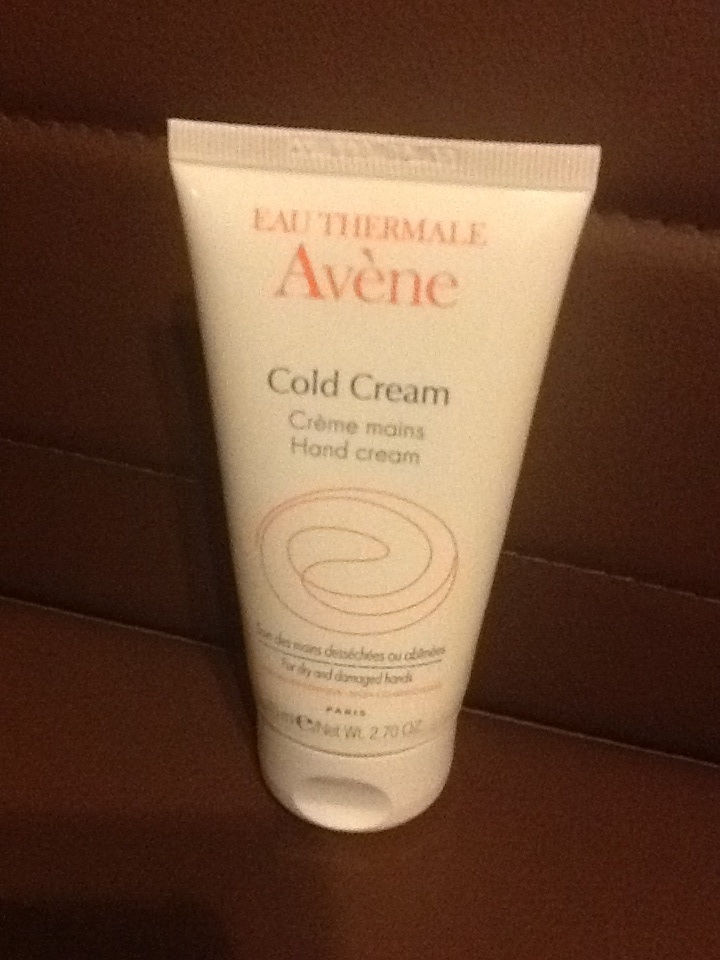 EAU THERMALE
Avène
Cold Cream
Crème mains
Hand cream
des mains desséchées ou abîmées
For dry and damaged hands
PARIS
℮/Net Wt. 2.70 OZ